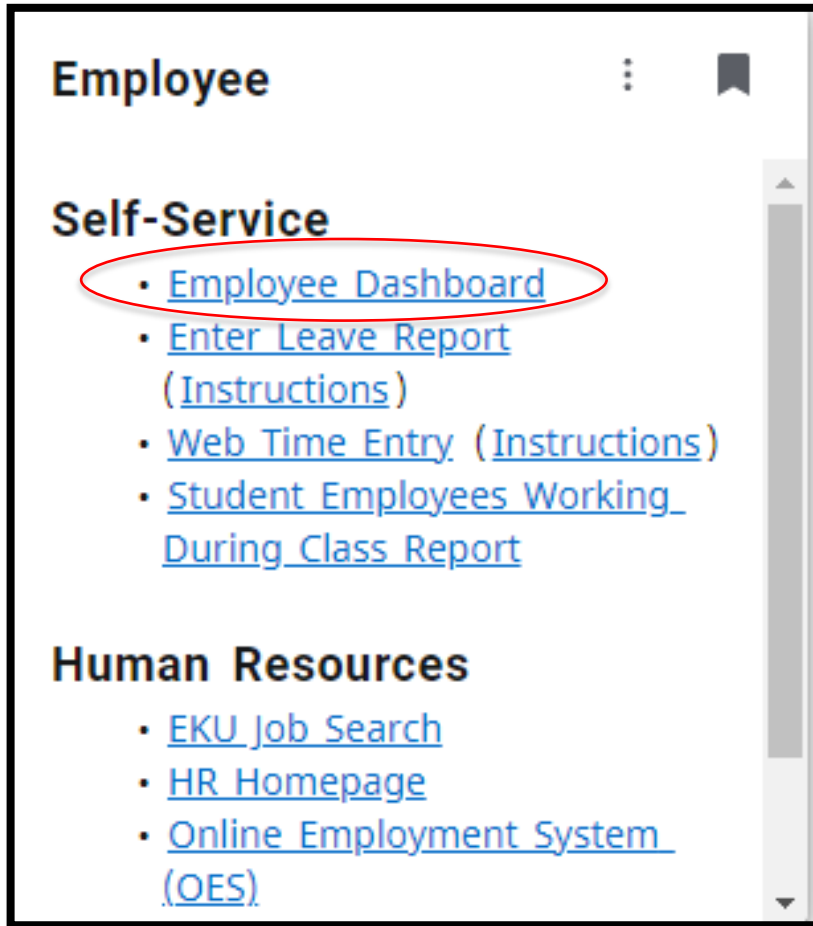 Employee
Self-Service
• Employee Dashboard
• Enter Leave Report
(Instructions)
• Web Time Entry (Instructions)
• Student Employees Working
During Class Report
Human Resources
• EKU Job Search
• HR Homepage
• Online Employment System
(OES)